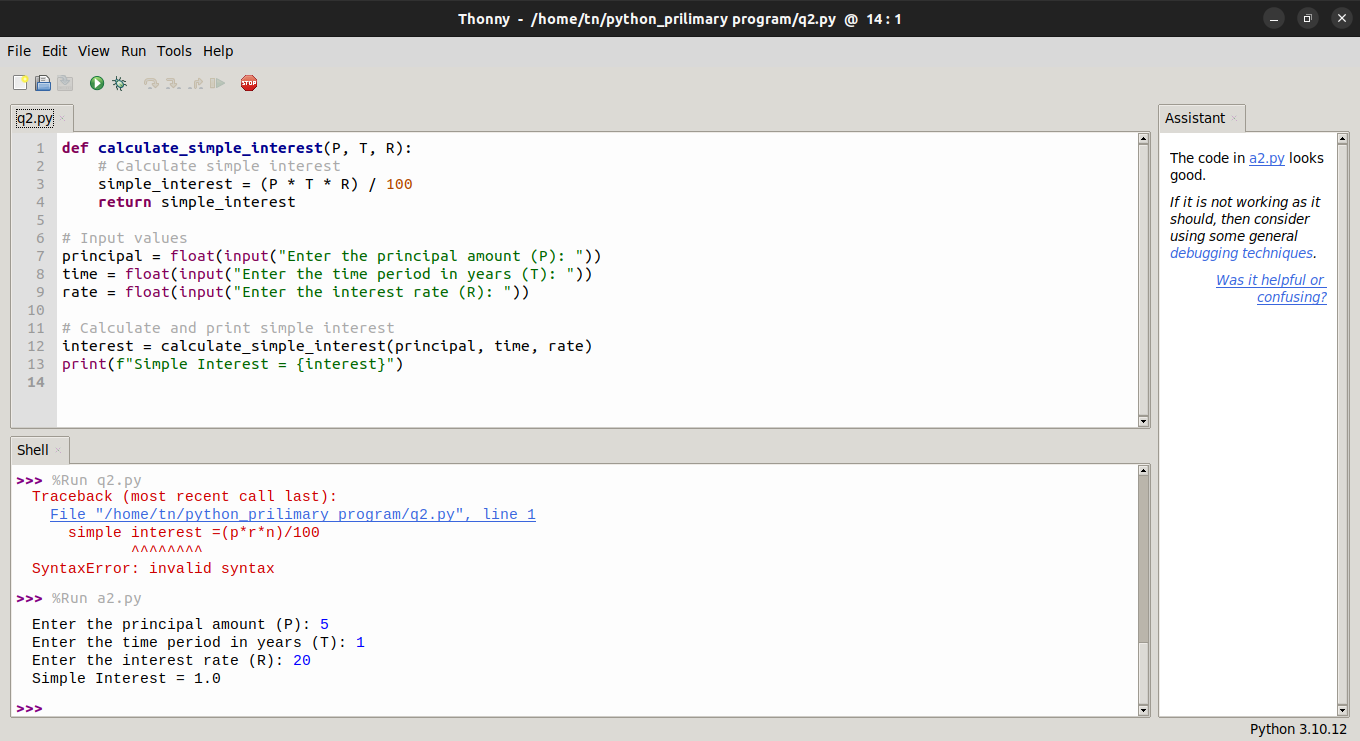 Thonny - /home/tn/python_prilimary program/q2.py @ 14 : 1
File Edit View Run Tools Help
STOP
q2.py
1 def calculate_simple_interest(P, T, R):
2     # Calculate simple interest
3     simple_interest = (P * T * R) / 100
4     return simple_interest
5
6 # Input values
7 principal = float(input("Enter the principal amount (P): "))
8 time = float(input("Enter the time period in years (T): "))
9 rate = float(input("Enter the interest rate (R): "))
10
11 # Calculate and print simple interest
12 interest = calculate_simple_interest(principal, time, rate)
13 print(f"Simple Interest = {interest}")
14
Shell
>>> %Run q2.py
Traceback (most recent call last):
File "/home/tn/python_prilimary program/q2.py", line 1
simple interest =(p*r*n)/100
^^^^^^^^
SyntaxError: invalid syntax
>>> %Run a2.py
Enter the principal amount (P): 5
Enter the time period in years (T): 1
Enter the interest rate (R): 20
Simple Interest = 1.0
>>>
Assistant
The code in a2.py looks
good.
If it is not working as it
should, then consider
using some general
debugging techniques.
Was it helpful or
confusing?
Python 3.10.12